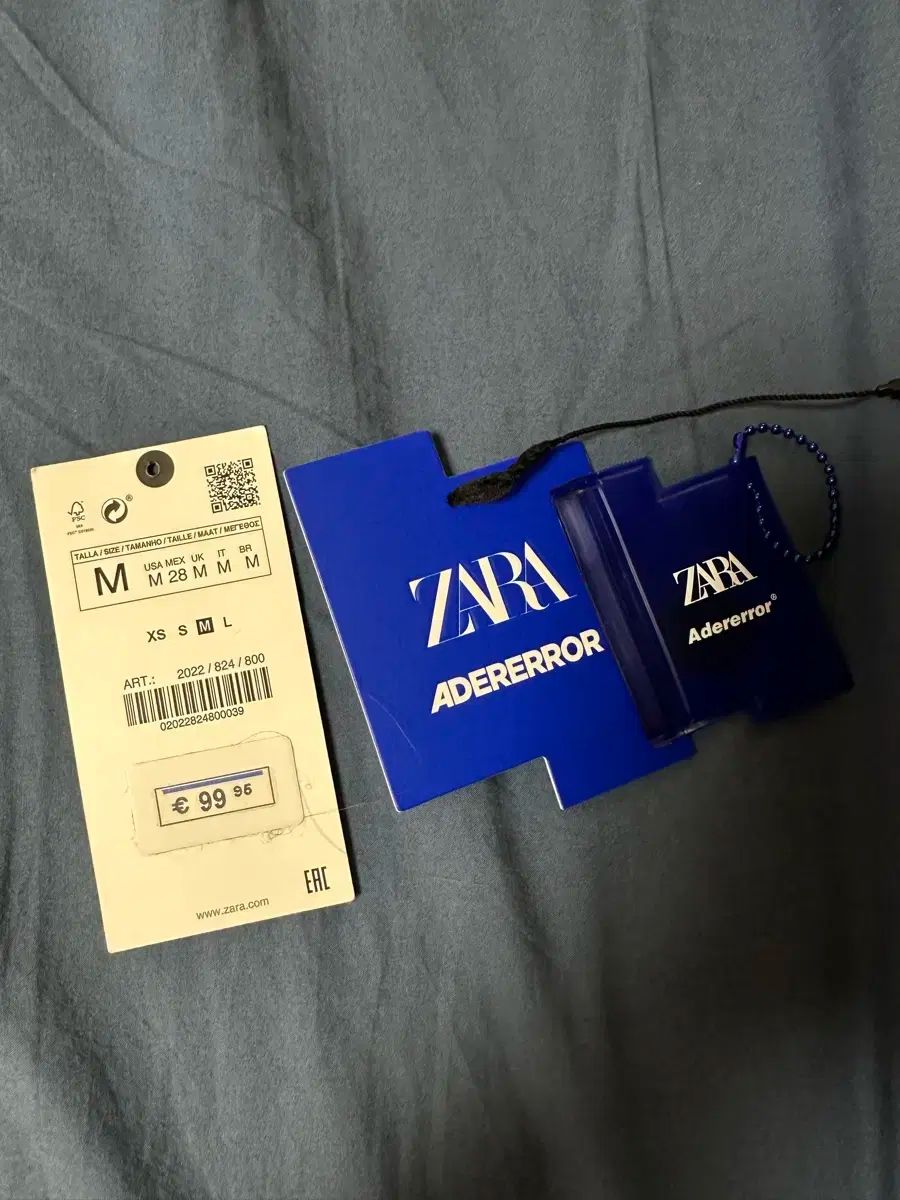 FSC
TALLA / SIZE / TAMANHO / TAILLE / MAAT / ΜΕΓΕΘΟΣ
M
USA MEX UK IT BR
M 28 M M M
XS S M L
ART.: 2022 / 824 / 800
02022824800039
€ 99 95
EAC
www.zara.com
ZARA
ADERERROR
ZARA
Adererror®